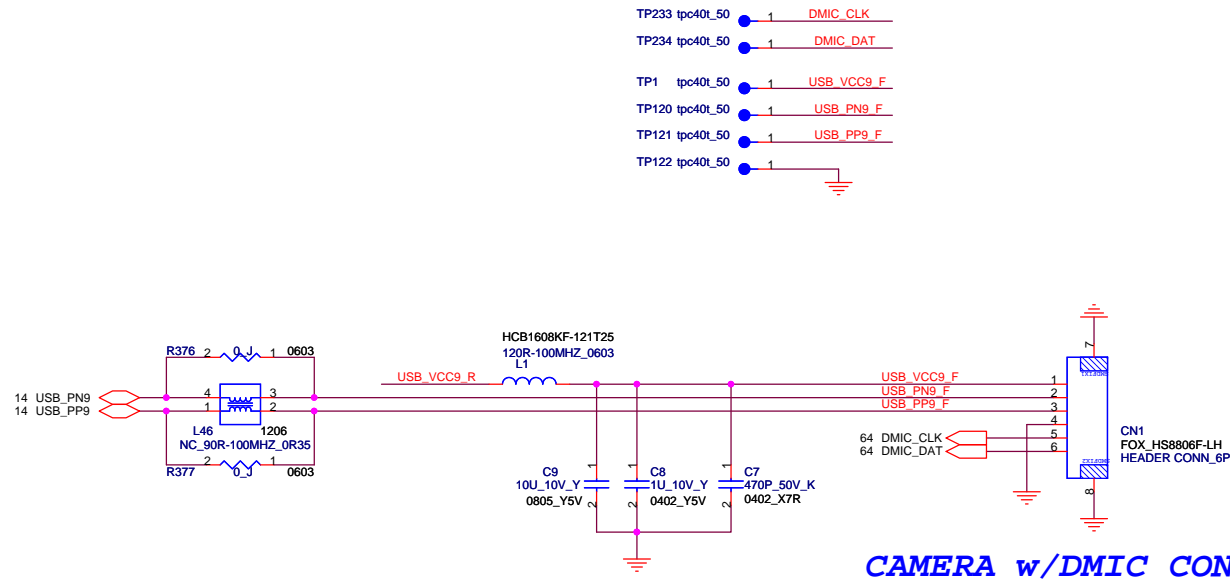 TP233 tpc40t_50 1 DMIC_CLK
TP234 tpc40t_50 1 DMIC_DAT
TP1 tpc40t_50 1 USB_VCC9_F
TP120 tpc40t_50 1 USB_PN9_F
TP121 tpc40t_50 1 USB_PP9_F
TP122 tpc40t_50 1
HCB1608KF-121T25
120R-100MHZ_0603
L1
R376 2 0_J 1 0603
USB_VCC9_R
14 USB_PN9 4 3
14 USB_PP9 1 2
L46 1206
NC_90R-100MHZ_0R35
R377 2 0_J 1 0603
7
USB_VCC9_F 1
USB_PN9_F 2
USB_PP9_F 3
4
64 DMIC_CLK 5
64 DMIC_DAT 6
8
CN1
FOX_HS8806F-LH
HEADER CONN_6P
1 C9
10U_10V_Y
2 0805_Y5V
1 C8
1U_10V_Y
2 0402_Y5V
1 C7
470P_50V_K
2 0402_X7R
CAMERA w/DMIC CON